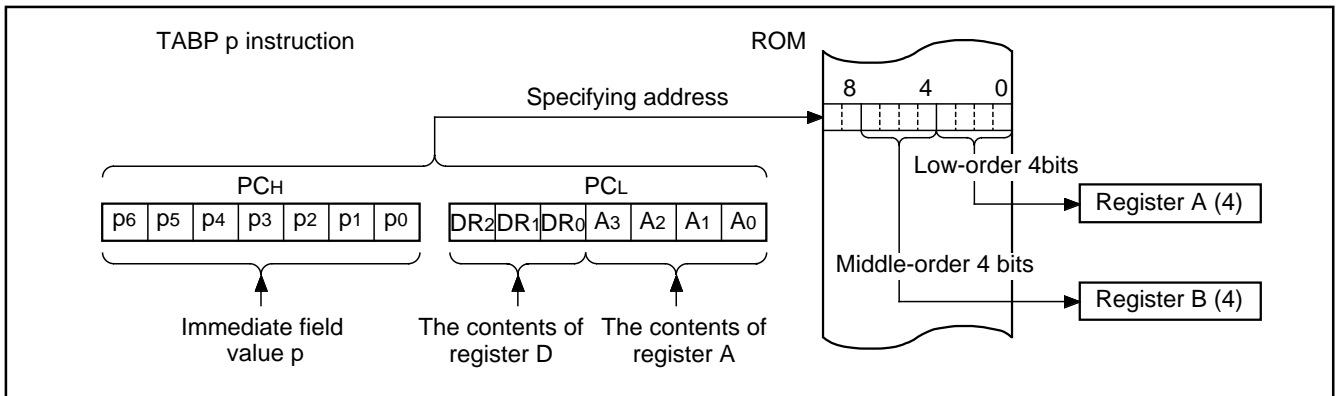 TABP p instruction
ROM
8 4 0
Specifying address
Low-order 4bits
PCH
PCL
p6 p5 p4 p3 p2 p1 p0
DR2 DR1 DR0 A3 A2 A1 A0
Register A (4)
Middle-order 4 bits
Register B (4)
Immediate field
value p
The contents of
register D
The contents of
register A